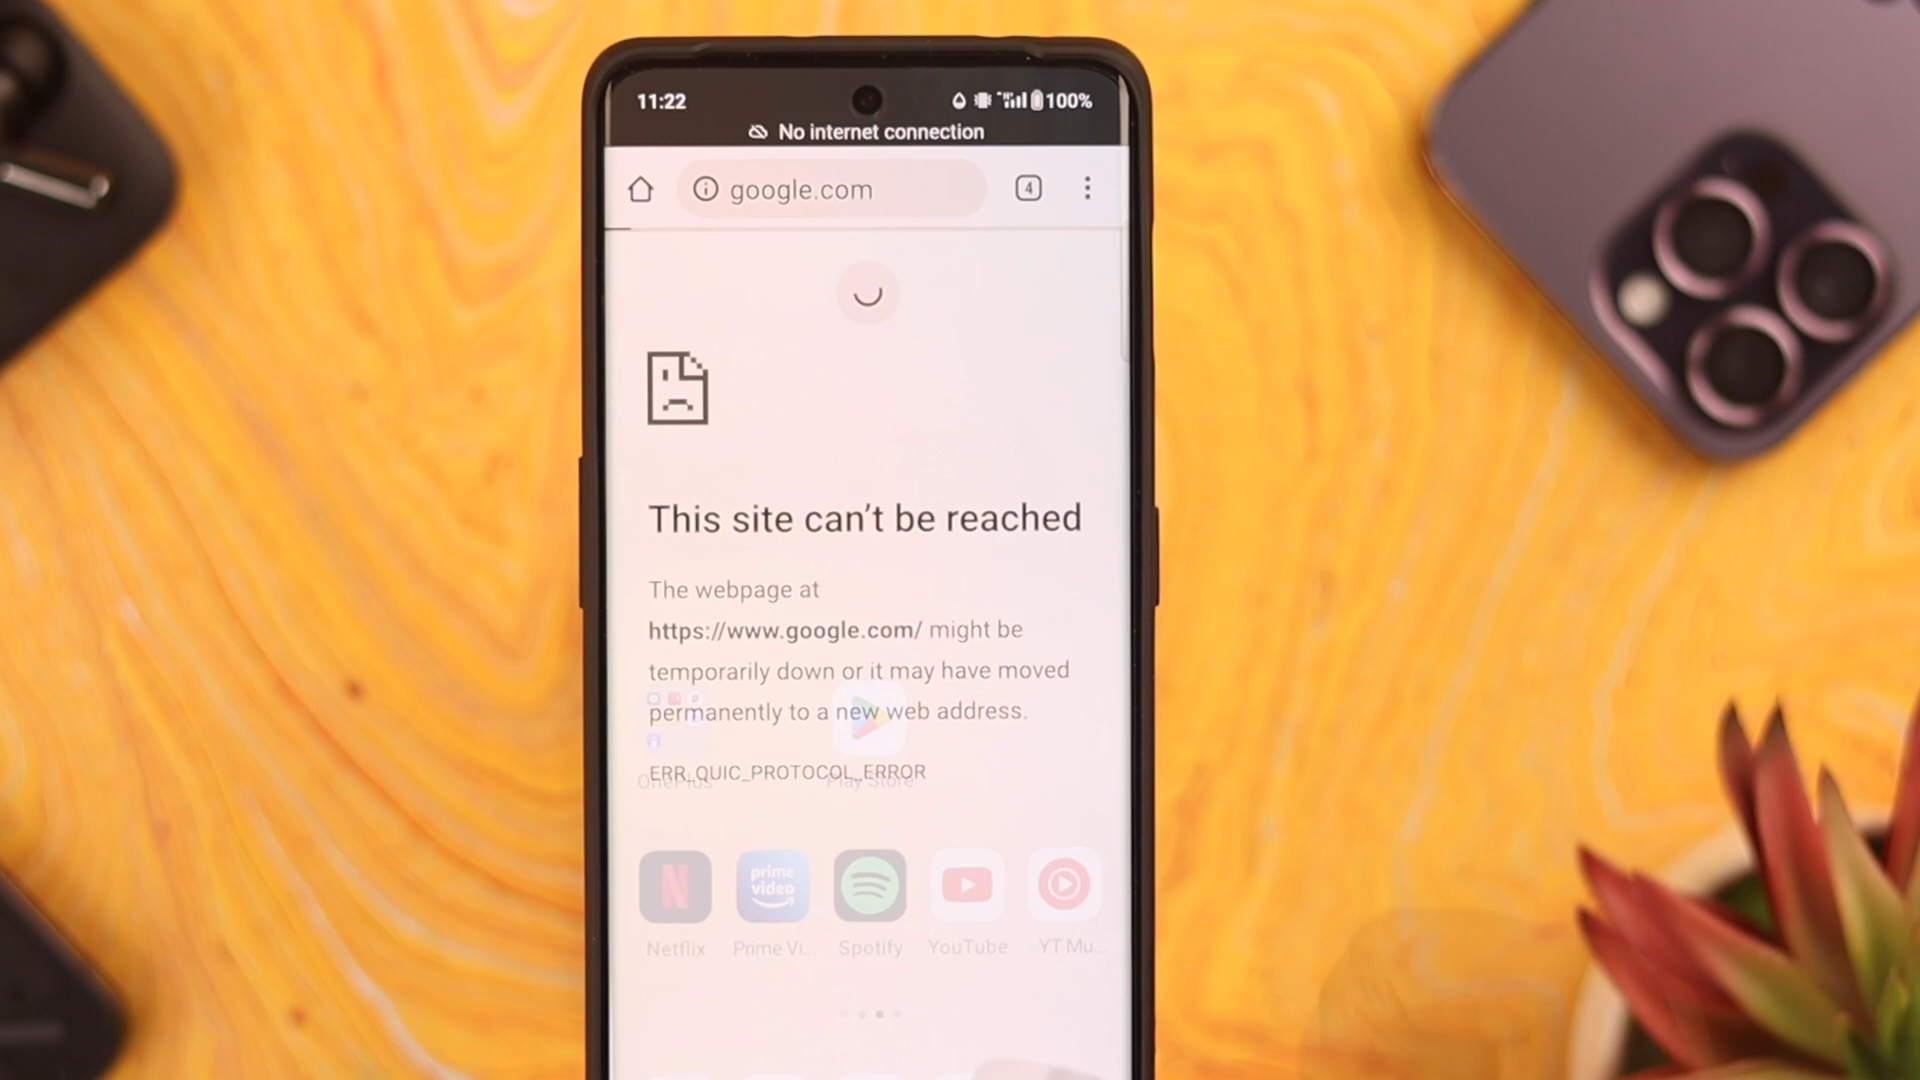 11:22
100%
No internet connection
google.com
4
This site can't be reached
The webpage at
https://www.google.com/ might be
temporarily down or it may have moved
permanently to a new web address.
ERR_QUIC_PROTOCOL_ERROR
OnePlus Play Store
prime
video
Netflix Prime Vi... Spotify YouTube YT Mu...